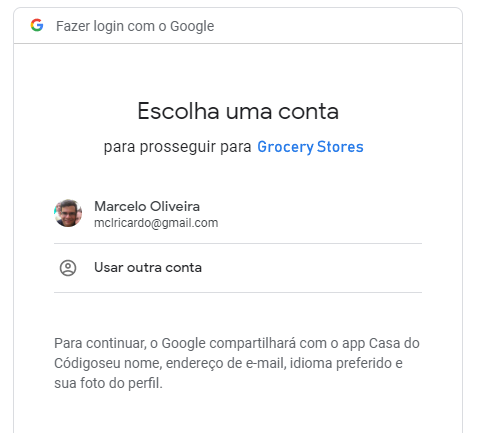 Fazer login com o Google
Escolha uma conta
para prosseguir para Grocery Stores
Marcelo Oliveira
mclricardo@gmail.com
Usar outra conta
Para continuar, o Google compartilhará com o app Casa do
Códigoseu nome, endereço de e-mail, idioma preferido e
sua foto do perfil.